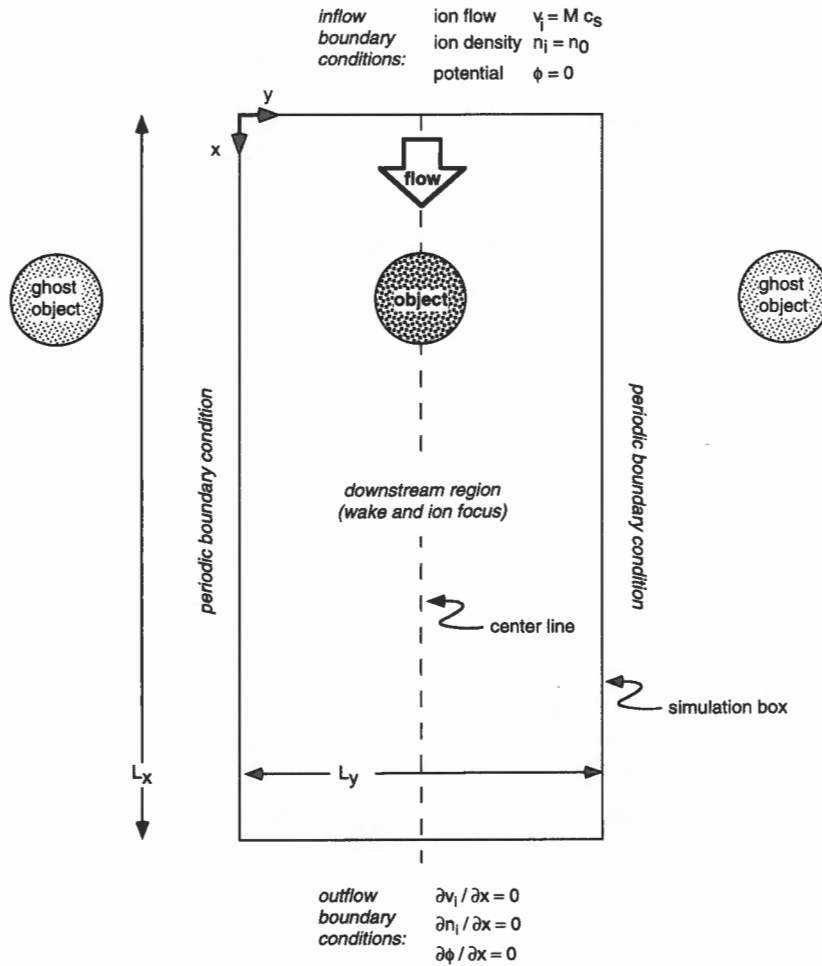 inflow boundary conditions:
ion flow v_i = M c_s
ion density n_i = n_0
potential ϕ = 0
y
x
flow
ghost object
object
ghost object
periodic boundary condition
periodic boundary condition
downstream region
(wake and ion focus)
center line
simulation box
L_x
L_y
outflow boundary conditions:
∂v_i / ∂x = 0
∂n_i / ∂x = 0
∂ϕ / ∂x = 0